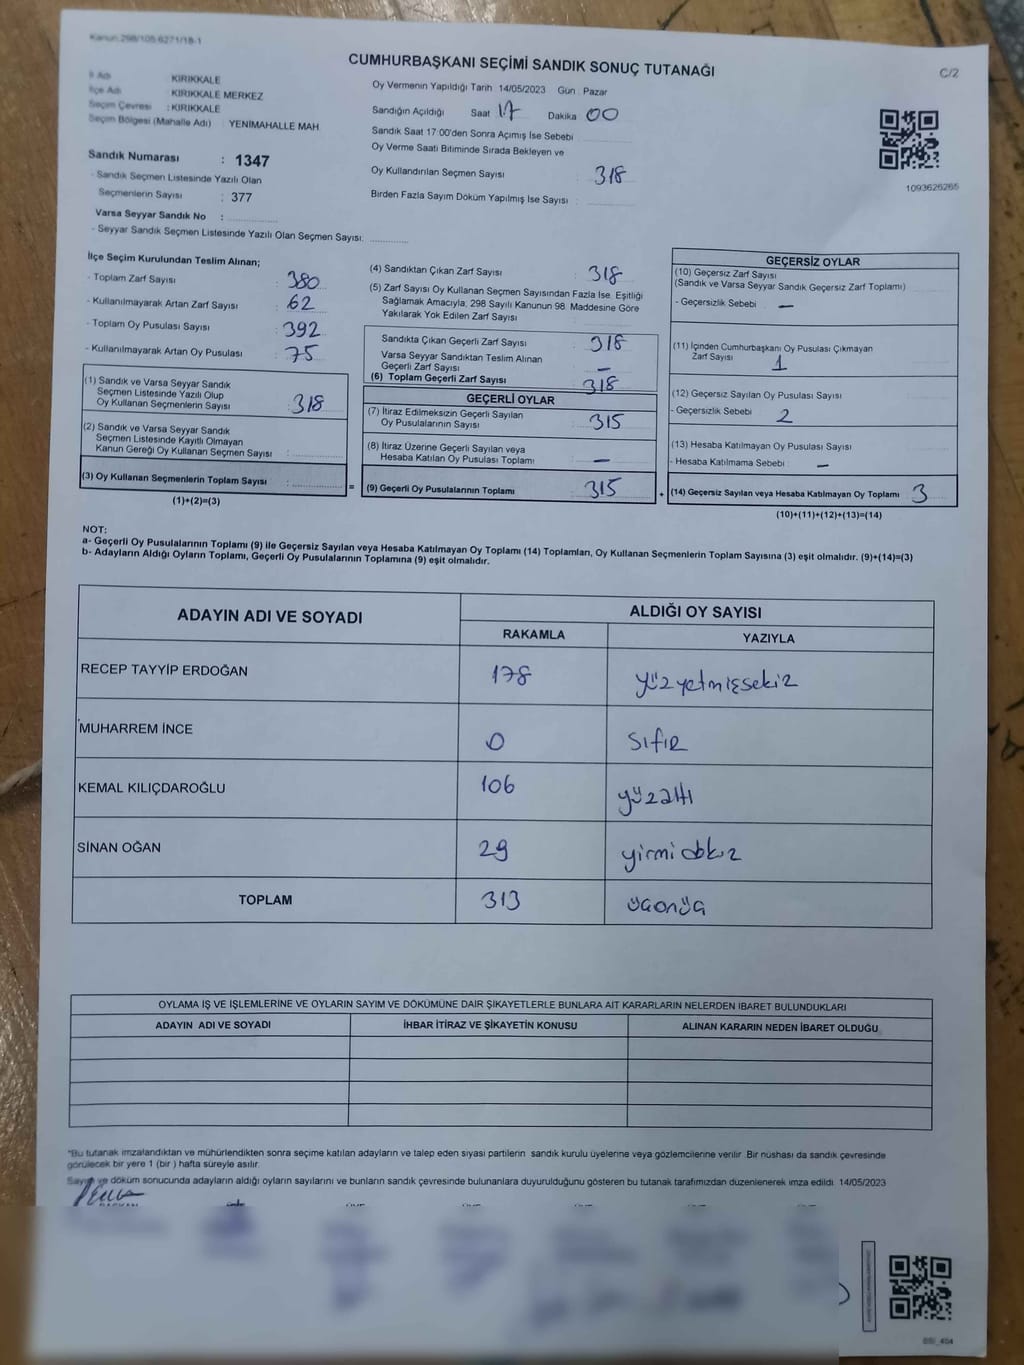 Kanun:298/105,6271/18-1
CUMHURBAŞKANI SEÇİMİ SANDIK SONUÇ TUTANAĞI
C/2
İl Adı KIRIKKALE
İlçe Adı KIRIKKALE MERKEZ
Seçim Çevresi : KIRIKKALE
Seçim Bölgesi (Mahalle Adı) : YENİMAHALLE MAH
Sandık Numarası : 1347
- Sandık Seçmen Listesinde Yazılı Olan
Seçmenlerin Sayısı : 377
Varsa Seyyar Sandık No :
- Seyyar Sandık Seçmen Listesinde Yazılı Olan Seçmen Sayısı:
Oy Vermenin Yapıldığı Tarih 14/05/2023 Gün : Pazar
Sandığın Açıldığı Saat 17 Dakika 00
Sandık Saat 17:00'den Sonra Açımış İse Sebebi
Oy Verme Saati Bitiminde Sırada Bekleyen ve
Oy Kullandırılan Seçmen Sayısı : 318
Birden Fazla Sayım Döküm Yapılmış İse Sayısı :
1093626265
İlçe Seçim Kurulundan Teslim Alınan;
- Toplam Zarf Sayısı : 380
- Kullanılmayarak Artan Zarf Sayısı : 62
- Toplam Oy Pusulası Sayısı : 392
- Kullanılmayarak Artan Oy Pusulası : 75
(1) Sandık ve Varsa Seyyar Sandık
Seçmen Listesinde Yazılı Olup
Oy Kullanan Seçmenlerin Sayısı : 318
(2) Sandık ve Varsa Seyyar Sandık
Seçmen Listesinde Kayıtlı Olmayan
Kanun Gereği Oy Kullanan Seçmen Sayısı :
(3) Oy Kullanan Seçmenlerin Toplam Sayısı :
(1)+(2)=(3)
(4) Sandıktan Çıkan Zarf Sayısı : 318
(5) Zarf Sayısı Oy Kullanan Seçmen Sayısından Fazla İse, Eşitliği
Sağlamak Amacıyla, 298 Sayılı Kanunun 98. Maddesine Göre
Yakılarak Yok Edilen Zarf Sayısı
Sandıkta Çıkan Geçerli Zarf Sayısı : 318
Varsa Seyyar Sandıktan Teslim Alınan
Geçerli Zarf Sayısı : —
(6) Toplam Geçerli Zarf Sayısı 318
GEÇERLİ OYLAR
(7) İtiraz Edilmeksizin Geçerli Sayılan
Oy Pusulalarının Sayısı : 315
(8) İtiraz Üzerine Geçerli Sayılan veya
Hesaba Katılan Oy Pusulası Toplamı : —
= (9) Geçerli Oy Pusulalarının Toplamı : 315
GEÇERSİZ OYLAR
(10) Geçersiz Zarf Sayısı
(Sandık ve Varsa Seyyar Sandık Geçersiz Zarf Toplamı)
- Geçersizlik Sebebi : —
(11) İçinden Cumhurbaşkanı Oy Pusulası Çıkmayan
Zarf Sayısı 1
(12) Geçersiz Sayılan Oy Pusulası Sayısı
- Geçersizlik Sebebi : 2
(13) Hesaba Katılmayan Oy Pusulası Sayısı
- Hesaba Katılmama Sebebi : —
+ (14) Geçersiz Sayılan veya Hesaba Katılmayan Oy Toplamı 3
(10)+(11)+(12)+(13)=(14)
NOT:
a- Geçerli Oy Pusulalarının Toplamı (9) ile Geçersiz Sayılan veya Hesaba Katılmayan Oy Toplamı (14) Toplamları, Oy Kullanan Seçmenlerin Toplam Sayısına (3) eşit olmalıdır. (9)+(14)=(3)
b- Adayların Aldığı Oyların Toplamı, Geçerli Oy Pusulalarının Toplamına (9) eşit olmalıdır.
ADAYIN ADI VE SOYADI ALDIĞI OY SAYISI
RAKAMLA YAZIYLA
RECEP TAYYİP ERDOĞAN 178 yüzyetmişsekiz
MUHARREM İNCE 0 sıfır
KEMAL KILIÇDAROĞLU 106 yüzaltı
SİNAN OĞAN 29 yirmidokuz
TOPLAM 313 üçonüç
OYLAMA İŞ VE İŞLEMLERİNE VE OYLARIN SAYIM VE DÖKÜMÜNE DAİR ŞİKAYETLERLE BUNLARA AİT KARARLARIN NELERDEN İBARET BULUNDUKLARI
ADAYIN ADI VE SOYADI İHBAR İTİRAZ VE ŞİKAYETİN KONUSU ALINAN KARARIN NEDEN İBARET OLDUĞU
"Bu tutanak imzalandıktan ve mühürlendikten sonra seçime katılan adayların ve talep eden siyasi partilerin sandık kurulu üyelerine veya gözlemcilerine verilir. Bir nüshası da sandık çevresinde
görülecek bir yere 1 (bir ) hafta süreyle asılır.
Sayım ve döküm sonucunda adayların aldığı oyların sayılarını ve bunların sandık çevresinde bulunanlara duyurulduğunu gösteren bu tutanak tarafımızdan düzenlenerek imza edildi. 14/05/2023
BAŞKAN